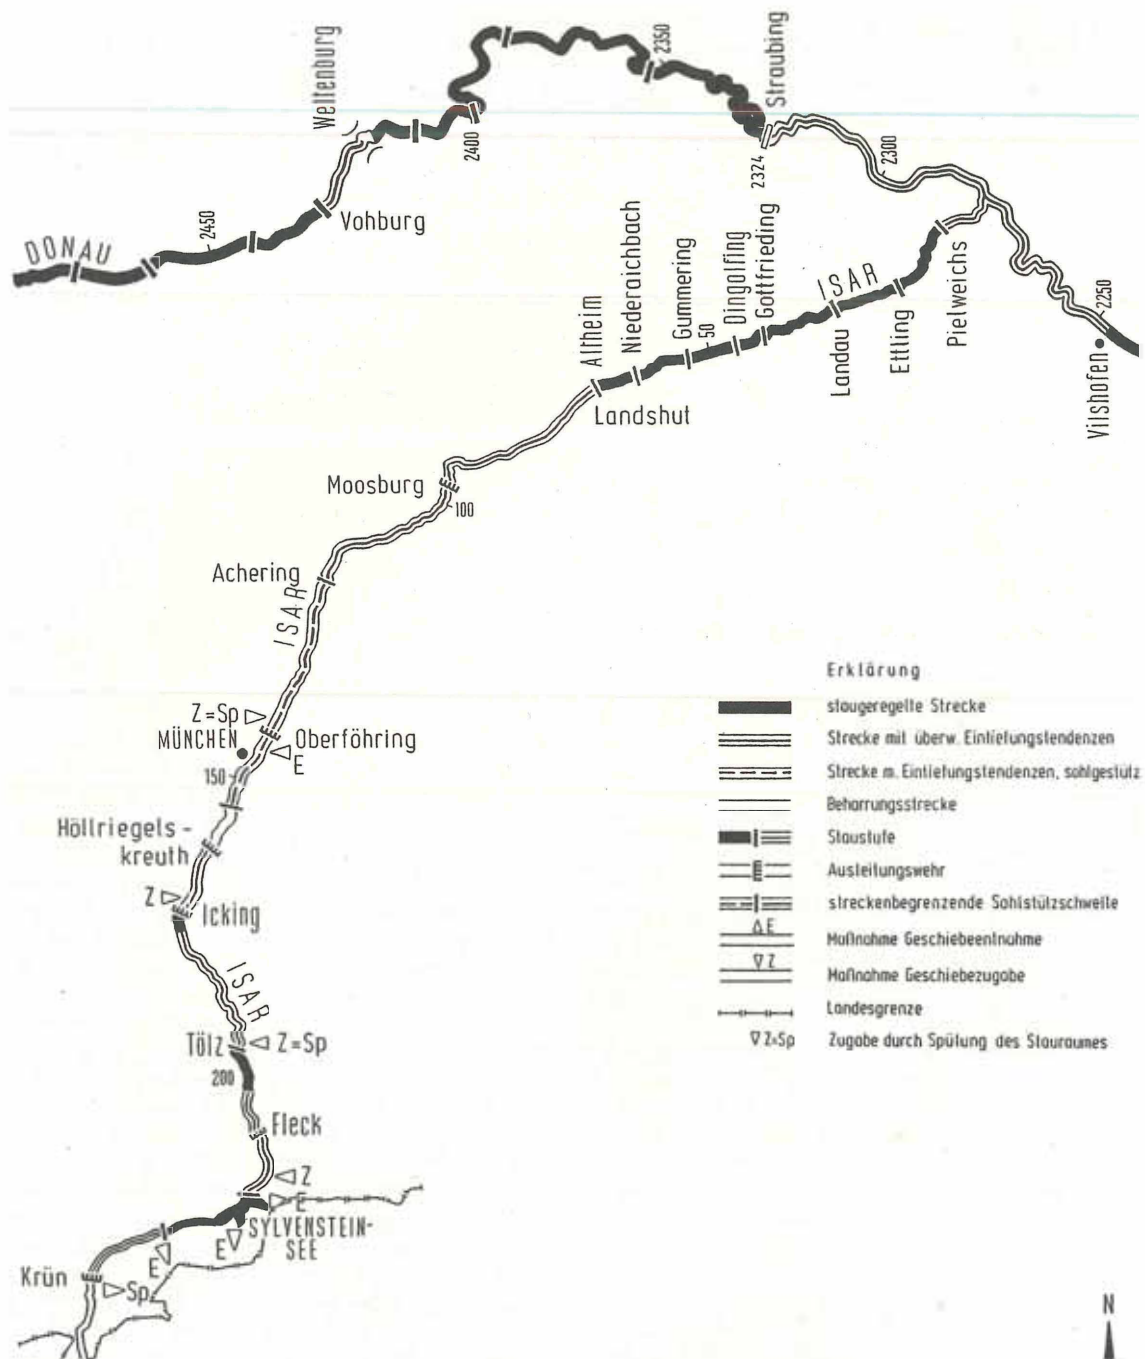 Weltenburg
2350
Straubing
2400
2324
2300
DONAU
2450
Vohburg
2250
Vilshofen
Altheim
Niederaichbach
Gummering
50
Dingolfing
Gottfrieding
ISAR
Landau
Ettling
Pielweichs
Landshut
Moosburg
100
Achering
ISAR
Z=Sp
MÜNCHEN
Oberföhring
E
150
Höllriegels-
kreuth
Z
Icking
ISAR
Tölz
Z=Sp
200
Fleck
Z
E
SYLVENSTEIN-
SEE
E
E
Krün
Sp
Erklärung
staugeregelte Strecke
Strecke mit überw. Eintiefungstendenzen
Strecke m. Eintiefungstendenzen, sohlgestütz
Beharrungsstrecke
Staustufe
Ausleitungswehr
streckenbegrenzende Sohlstützschwelle
E
Maßnahme Geschiebeentnahme
Z
Maßnahme Geschiebezugabe
Landesgrenze
Z=Sp Zugabe durch Spülung des Stauraumes
N